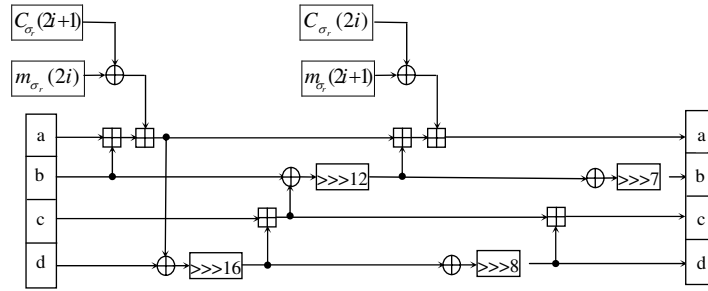 C_{σ_r}(2i+1) C_{σ_r}(2i)
m_{σ_r}(2i) m_{σ_r}(2i+1)
a a
b >>>12 >>>7 b
c c
d >>>16 >>>8 d